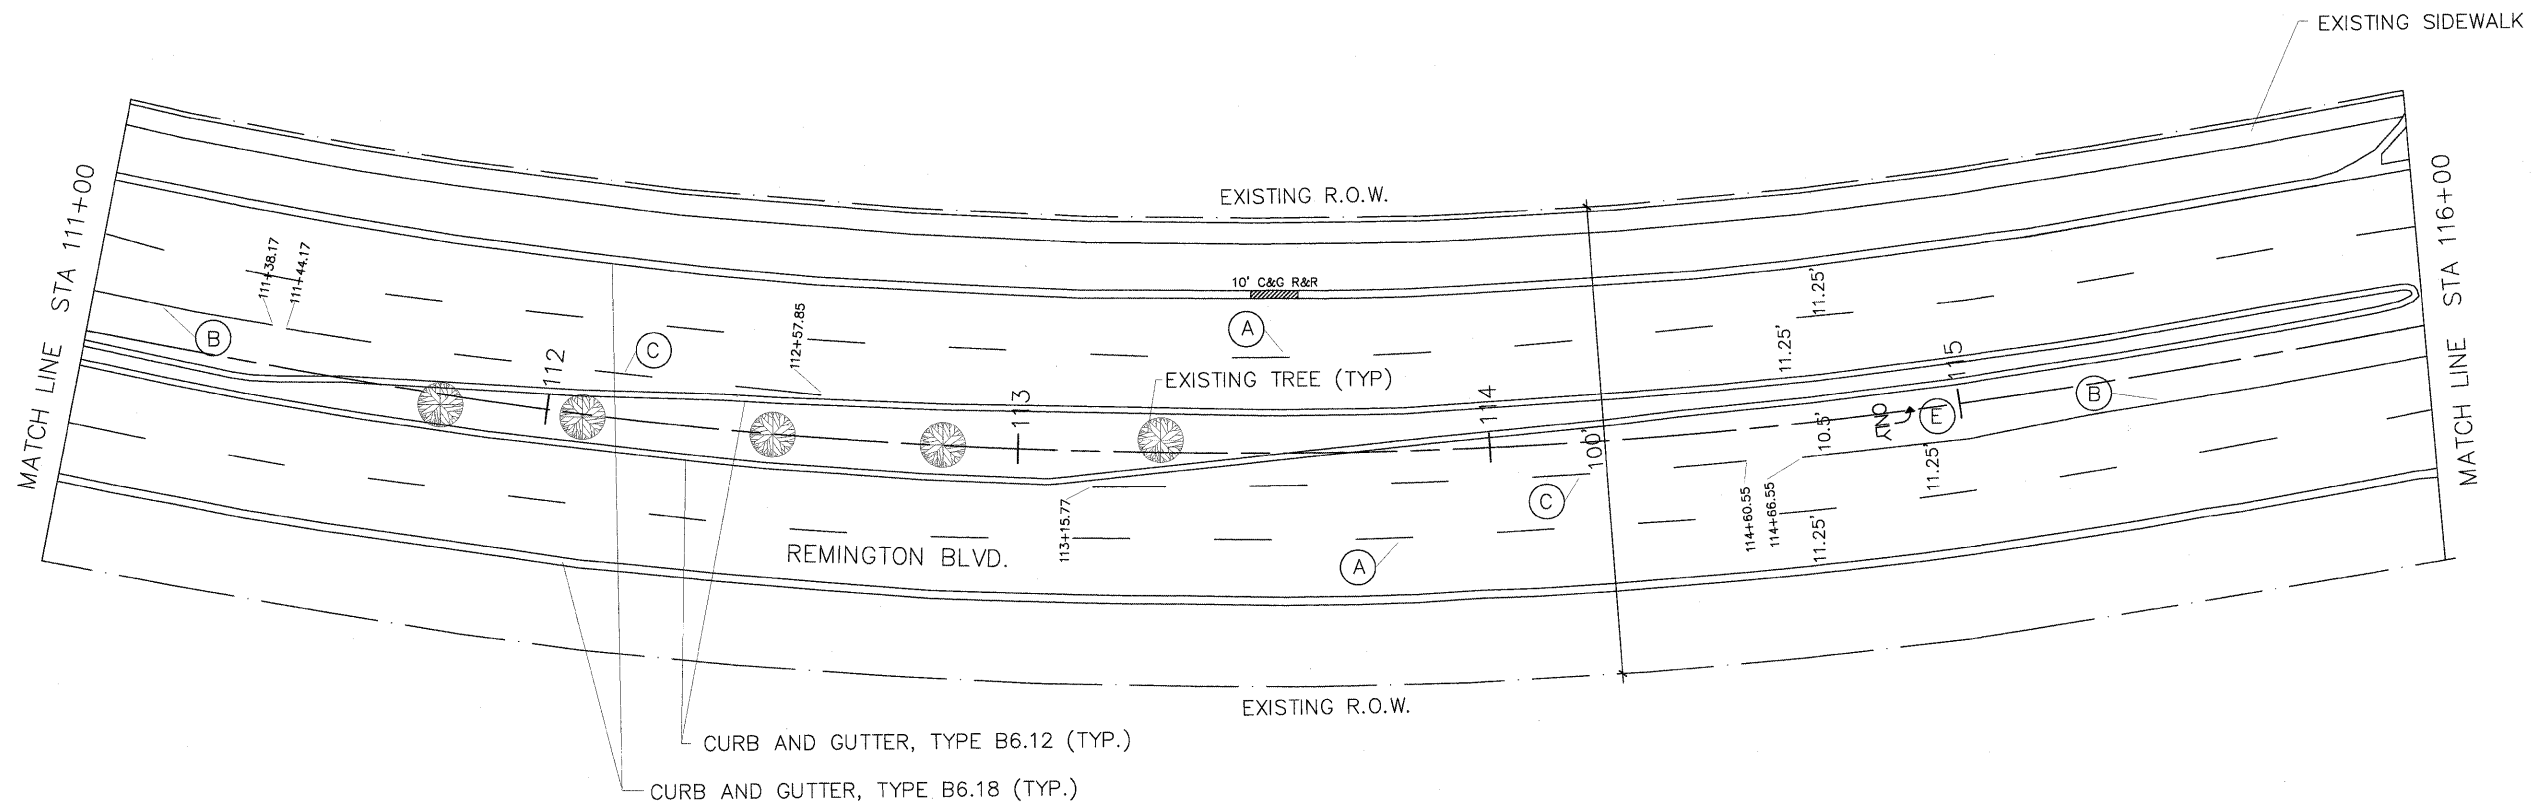 EXISTING SIDEWALK
EXISTING R.O.W.
MATCH LINE STA 111+00
111+38.17
111+44.17
B
112
C
112+57.85
10' C&G R&R
A
EXISTING TREE (TYP)
113
114
100'
11.25'
11.25'
115
ONLY
E
B
10.5'
11.25'
11.25'
MATCH LINE STA 116+00
113+15.77
C
114+60.55
114+66.55
A
REMINGTON BLVD.
EXISTING R.O.W.
CURB AND GUTTER, TYPE B6.12 (TYP.)
CURB AND GUTTER, TYPE B6.18 (TYP.)